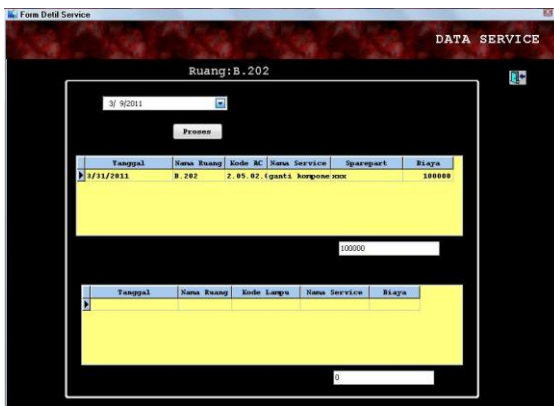 Form Detil Service
DATA SERVICE
Ruang:B.202
3/ 9/2011
Proses
Tanggal Nama Ruang Kode AC Nama Service Sparepart Biaya
3/31/2011 B.202 2.05.02.( ganti kompone xxx 100000
100000
Tanggal Nama Ruang Kode Lampu Nama Service Biaya
0